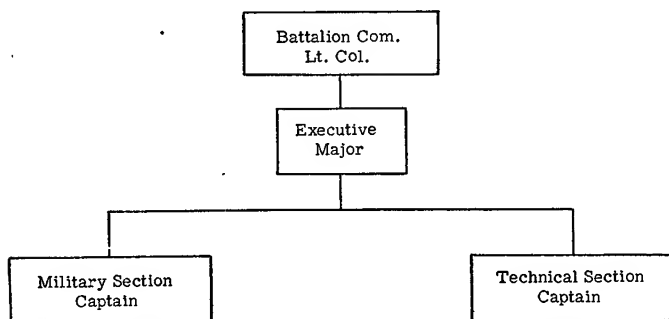 Battalion Com.
Lt. Col.
Executive
Major
Military Section
Captain
Technical Section
Captain